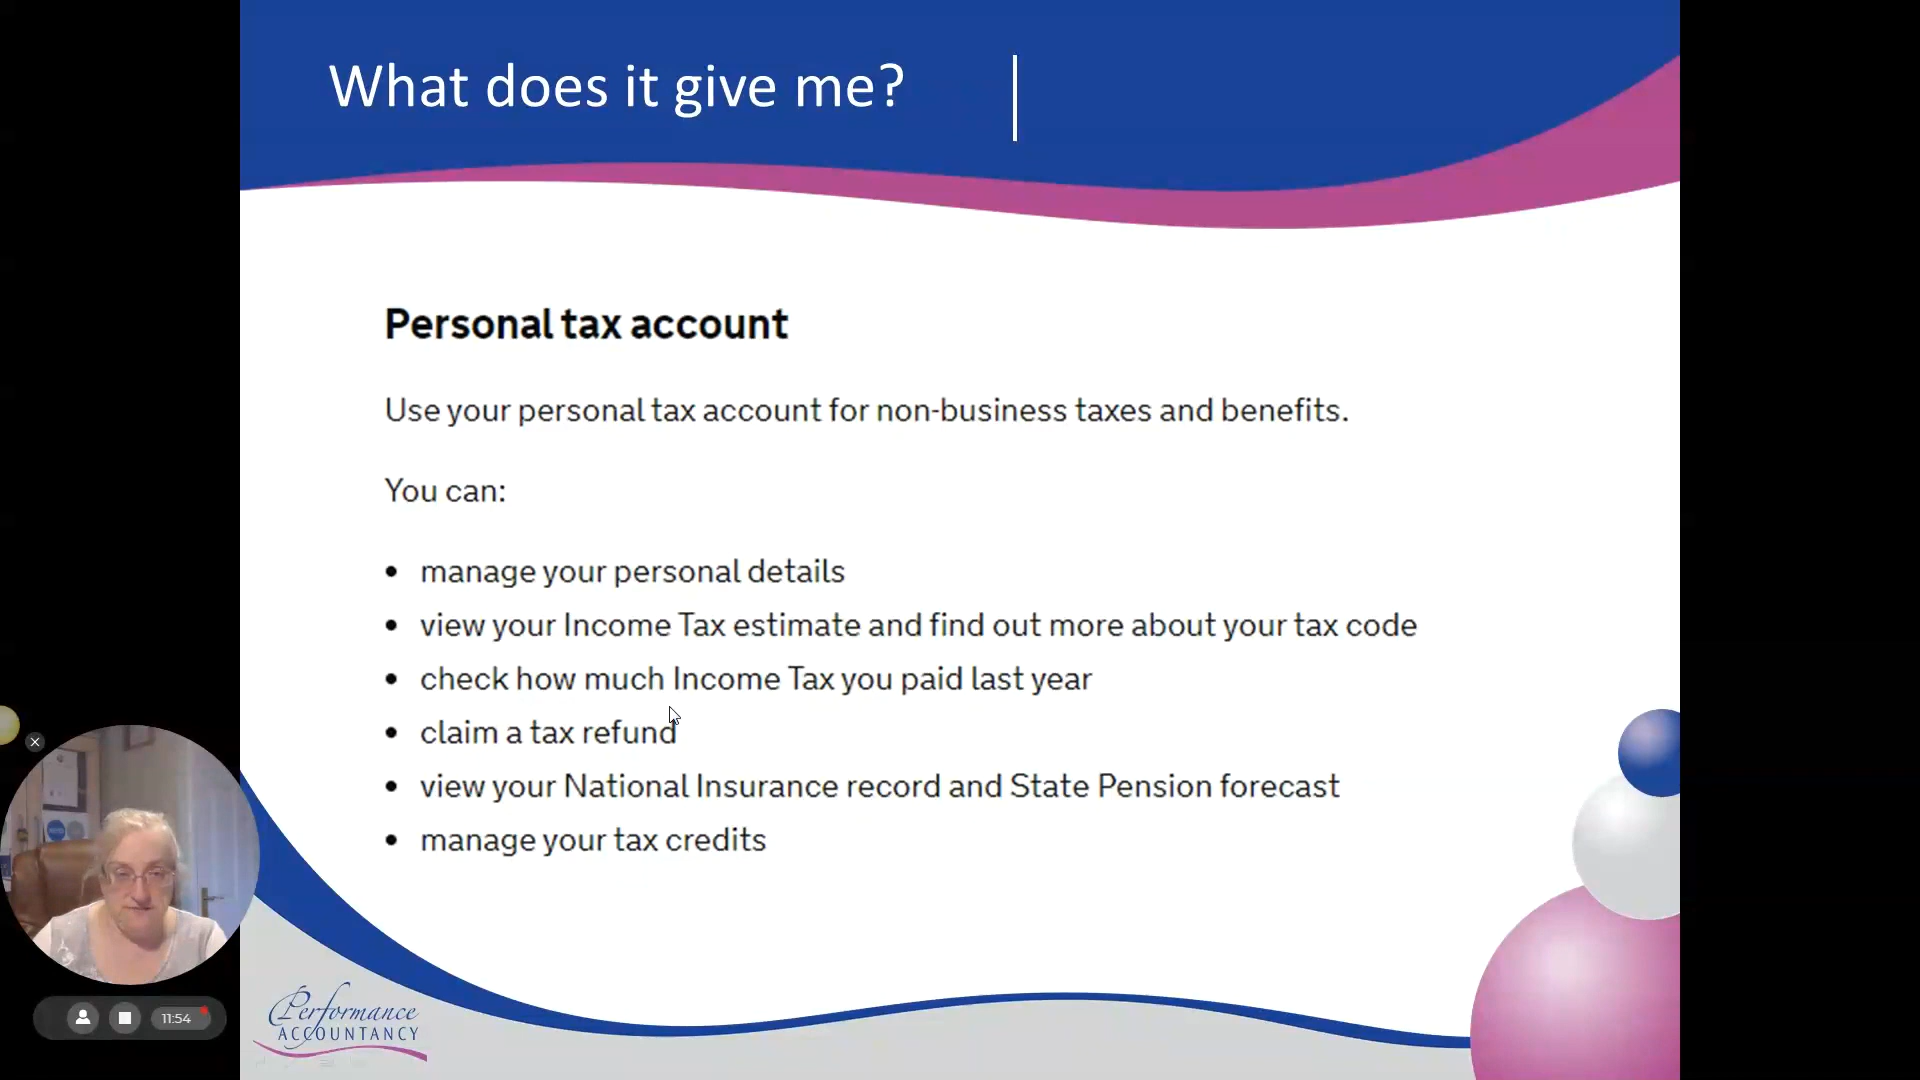 What does it give me?
Personal tax account
Use your personal tax account for non-business taxes and benefits.
You can:
• manage your personal details
• view your Income Tax estimate and find out more about your tax code
• check how much Income Tax you paid last year
• claim a tax refund
• view your National Insurance record and State Pension forecast
• manage your tax credits
11:54
Performance
ACCOUNTANCY